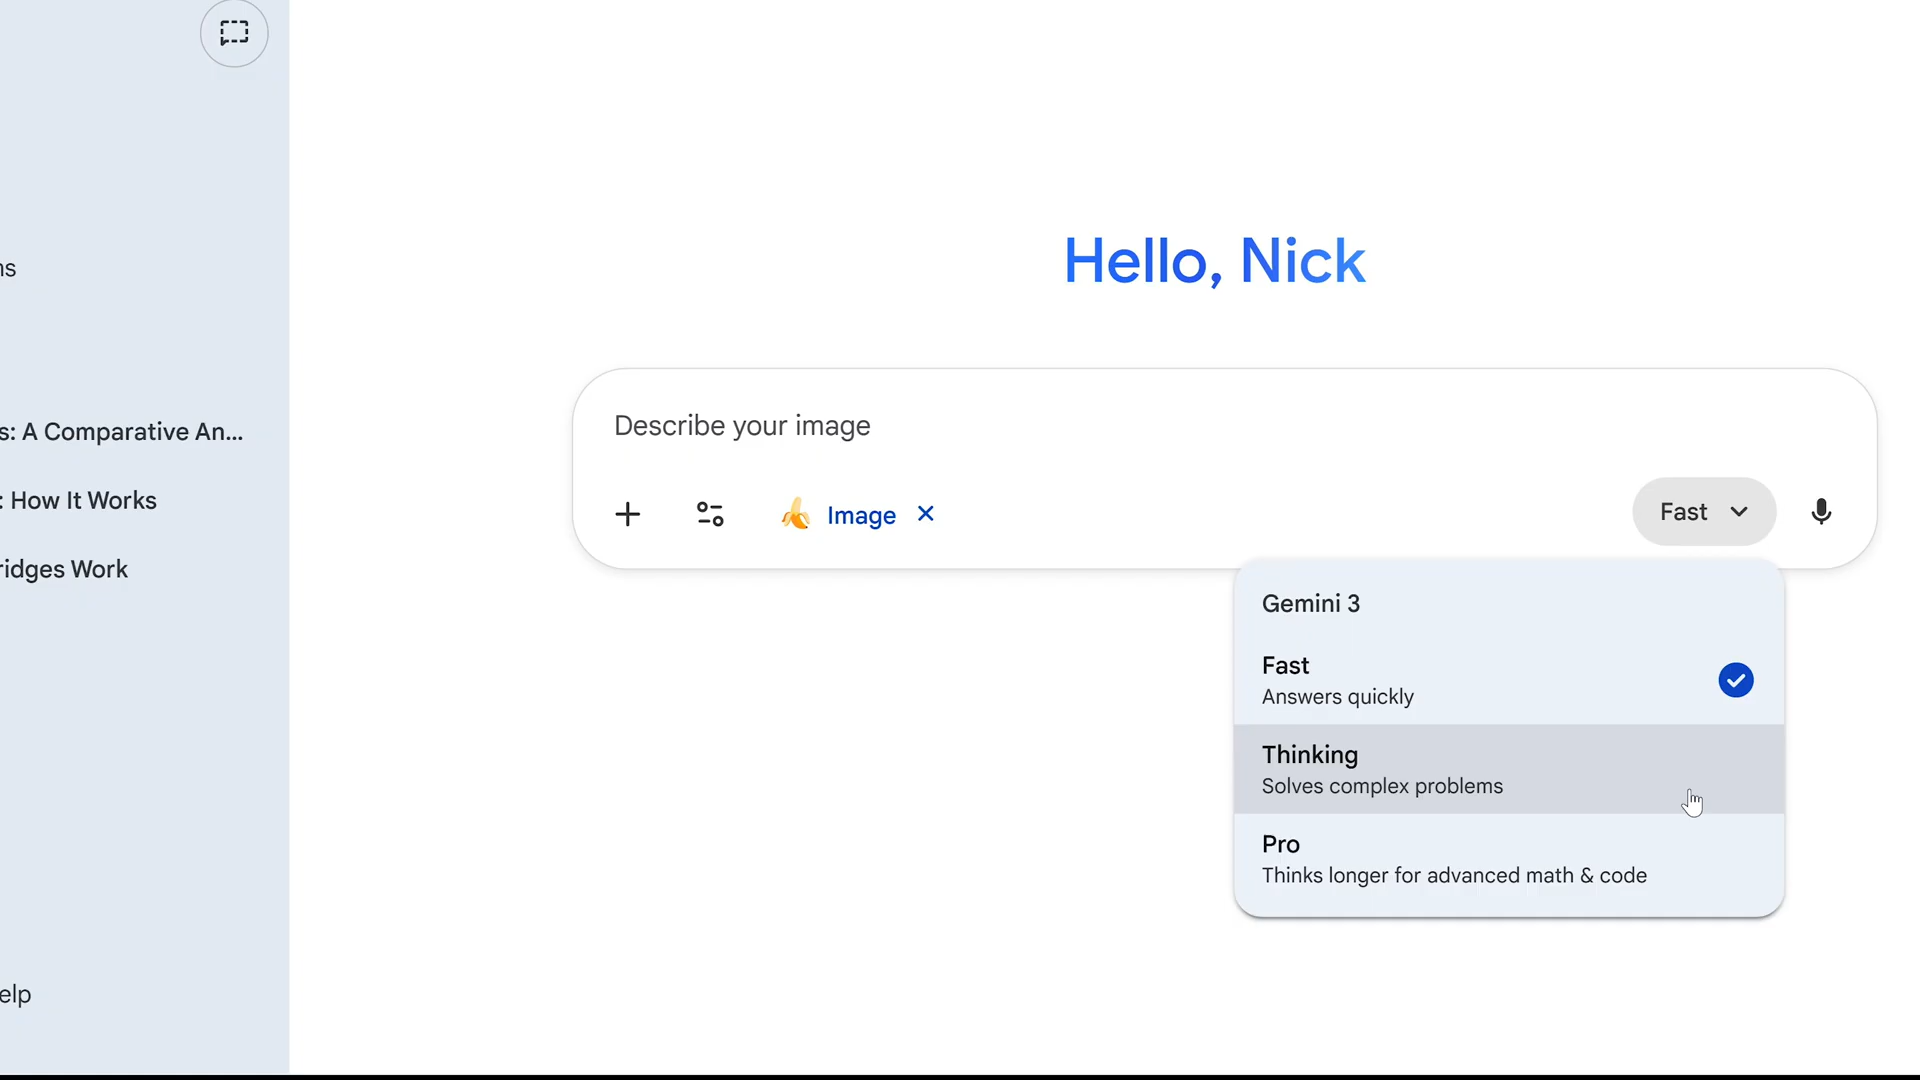 ns
s: A Comparative An...
: How It Works
ridges Work
elp
Hello, Nick
Describe your image
Image
Fast
Gemini 3
Fast
Answers quickly
Thinking
Solves complex problems
Pro
Thinks longer for advanced math & code